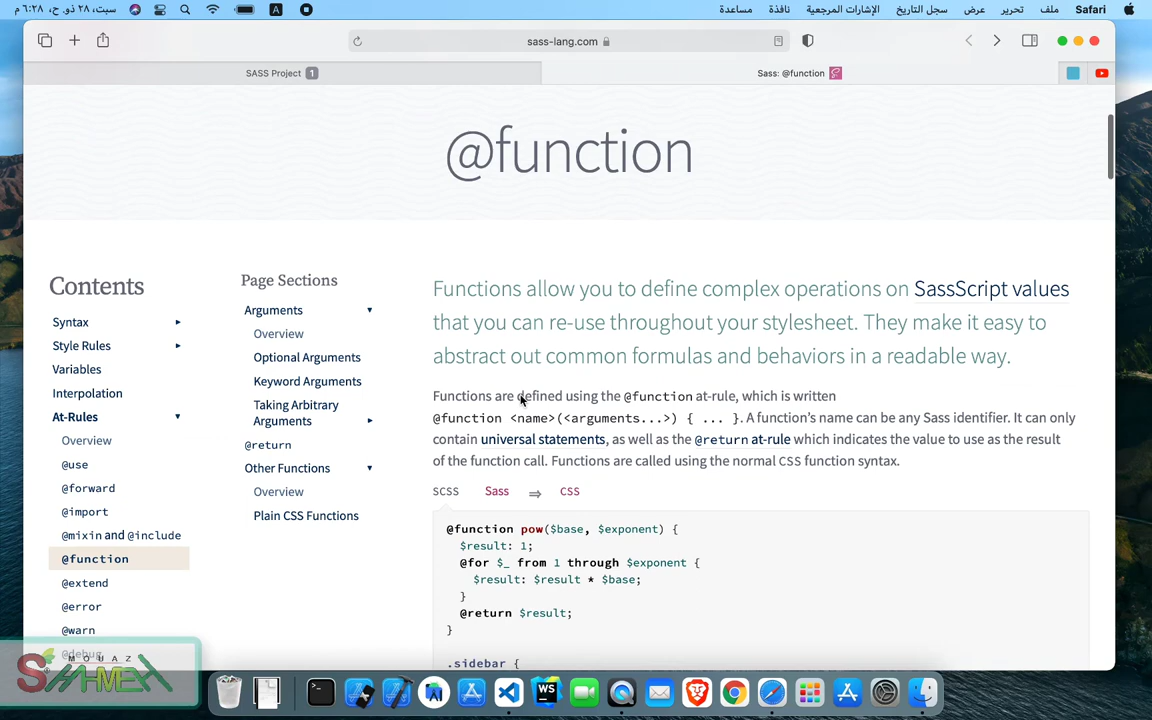 Safari ملف تحرير عرض سجل التاريخ الإشارات المرجعية نافذة مساعدة
سبت، ٢٨ ذو. ح، ٦:٢٨ م
A
sass-lang.com
SASS Project 1
Sass: @function
@function
Contents
Syntax
Style Rules
Variables
Interpolation
At-Rules
Overview
@use
@forward
@import
@mixin and @include
@function
@extend
@error
@warn
@debug
Page Sections
Arguments
Overview
Optional Arguments
Keyword Arguments
Taking Arbitrary
Arguments
@return
Other Functions
Overview
Plain CSS Functions
Functions allow you to define complex operations on SassScript values
that you can re-use throughout your stylesheet. They make it easy to
abstract out common formulas and behaviors in a readable way.
Functions are defined using the @function at-rule, which is written
@function <name>(<arguments...>) { ... }. A function’s name can be any Sass identifier. It can only
contain universal statements, as well as the @return at-rule which indicates the value to use as the result
of the function call. Functions are called using the normal CSS function syntax.
SCSS Sass ⇒ CSS
@function pow($base, $exponent) {
$result: 1;
@for $_ from 1 through $exponent {
$result: $result * $base;
}
@return $result;
}
.sidebar {
MOUAZ
WS